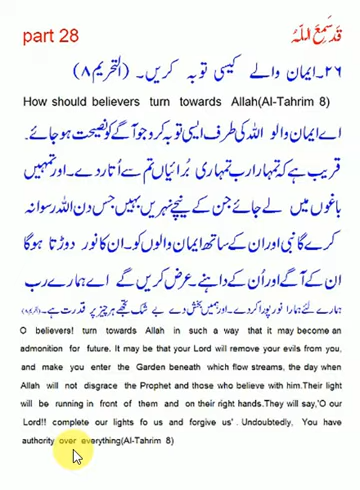 part 28
قَدسَمِعَ اللہُ
۲۶۔ایمان والے کیسی توبہ کریں۔ (التحریم ۸)
How should believers turn towards Allah(Al-Tahrim 8)
اے ایمان والو اللہ کی طرف ایسی توبہ کرو جو آگے کو نصیحت ہو جائے۔
قریب ہے کہ تمہارا رب تمہاری بُرائیاں تم سے اُتار دے۔ اور تمہیں
باغوں میں لے جائے جن کے نیچے نہریں بہیں جس دن اللہ رسوا نہ
کرے گا نبی اور ان کے ساتھ ایمان والوں کو۔ ان کا نور دوڑتا ہوگا
ان کے آگے اور اُن کے داہنے۔ عرض کریں گے اے ہمارے رب
ہمارے لئے ہمارا نور پورا کردے۔ اور ہمیں بخش دے بے شک تجھے ہر چیز پر قدرت ہے۔ (التحریم ۸)
O believers! turn towards Allah in such a way that it may become an
admonition for future. It may be that your Lord will remove your evils from you,
and make you enter the Garden beneath which flow streams, the day when
Allah will not disgrace the Prophet and those who believe with him.Their light
will be running in front of them and on their right hands.They will say,'O our
Lord!! complete our lights fo us and forgive us' . Undoubtedly, You have
authority over everything(Al-Tahrim 8)